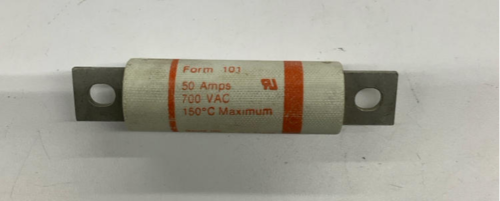 Form 101
50 Amps
700 VAC
150°C Maximum